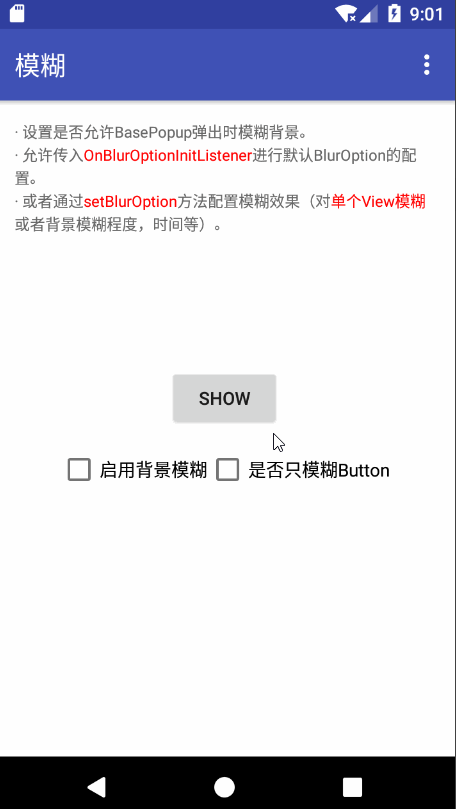 9:01
模糊
· 设置是否允许BasePopup弹出时模糊背景。
· 允许传入OnBlurOptionInitListener进行默认BlurOption的配
置。
· 或者通过setBlurOption方法配置模糊效果（对单个View模糊
或者背景模糊程度，时间等）。
SHOW
启用背景模糊 是否只模糊Button